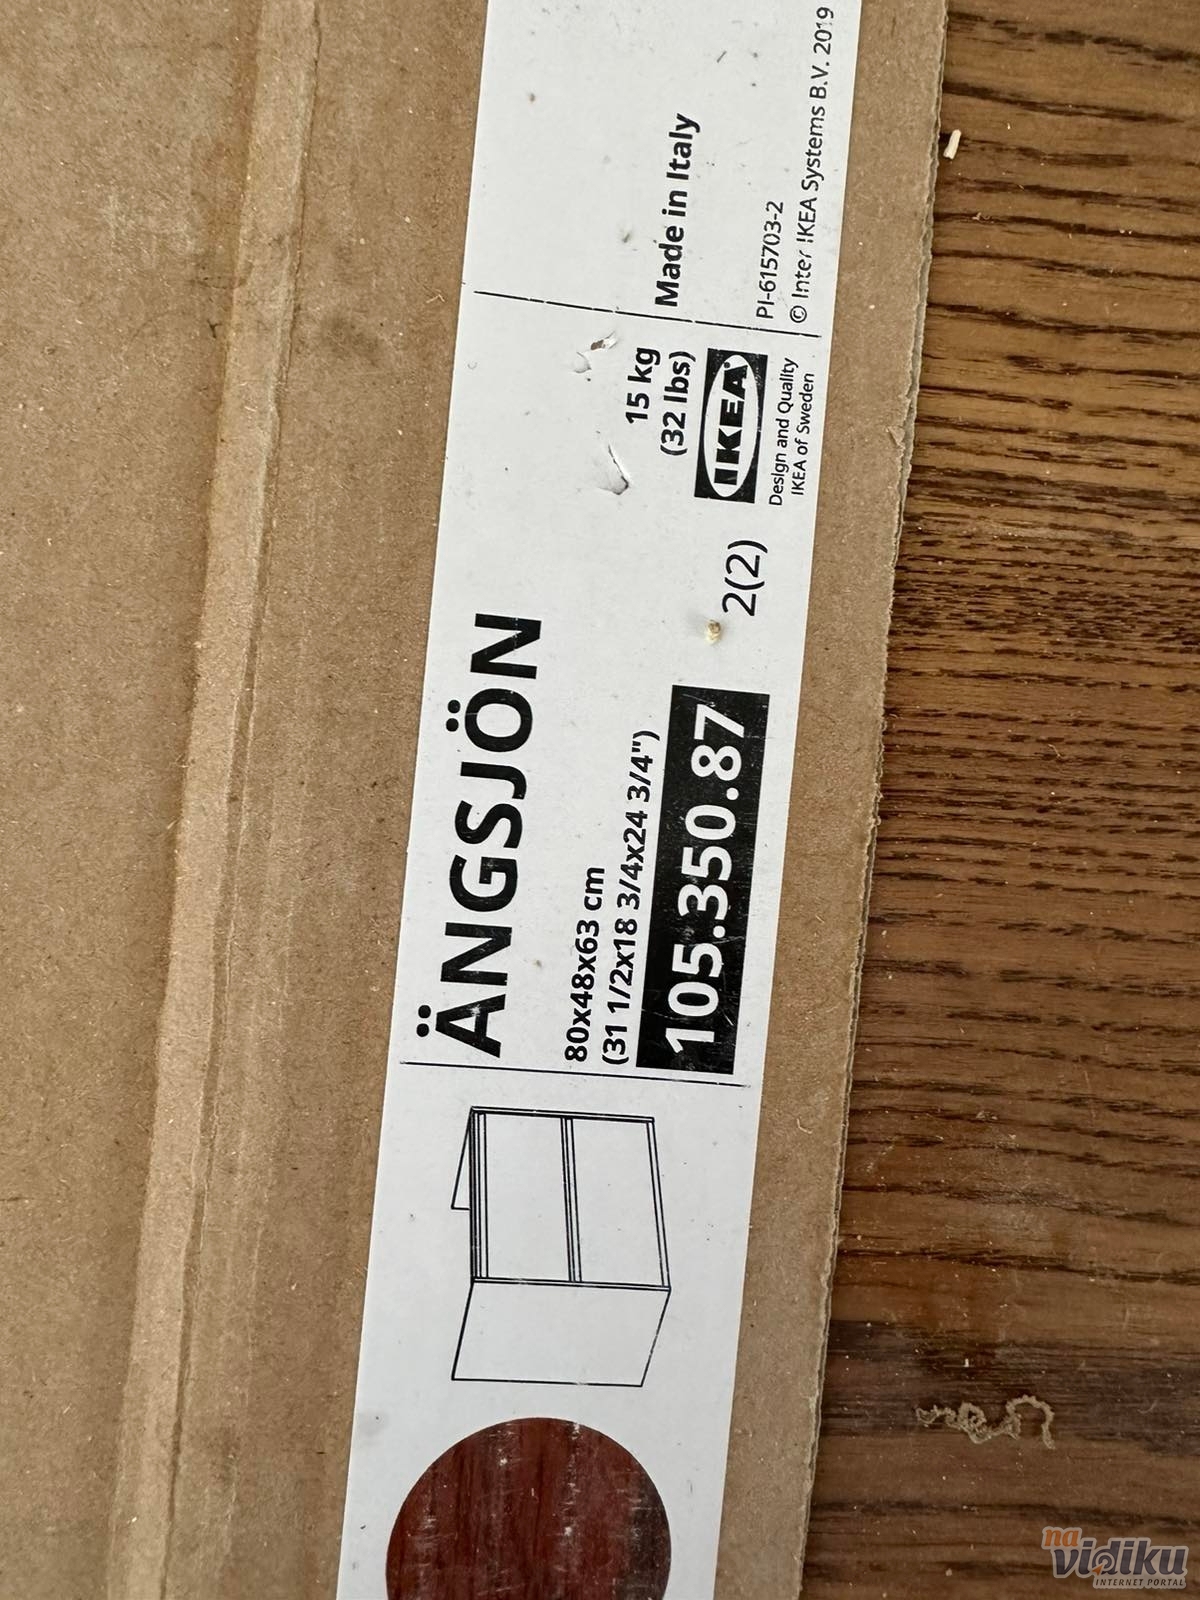 ÄNGSJÖN
80x48x63 cm
(31 1/2x18 3/4x24 3/4")
105.350.87
2(2)
15 kg
(32 lbs)
IKEA®
Design and Quality
IKEA of Sweden
Made in Italy
PI-615703-2
© Inter IKEA Systems B.V. 2019
na
vidiku
INTERNET PORTAL